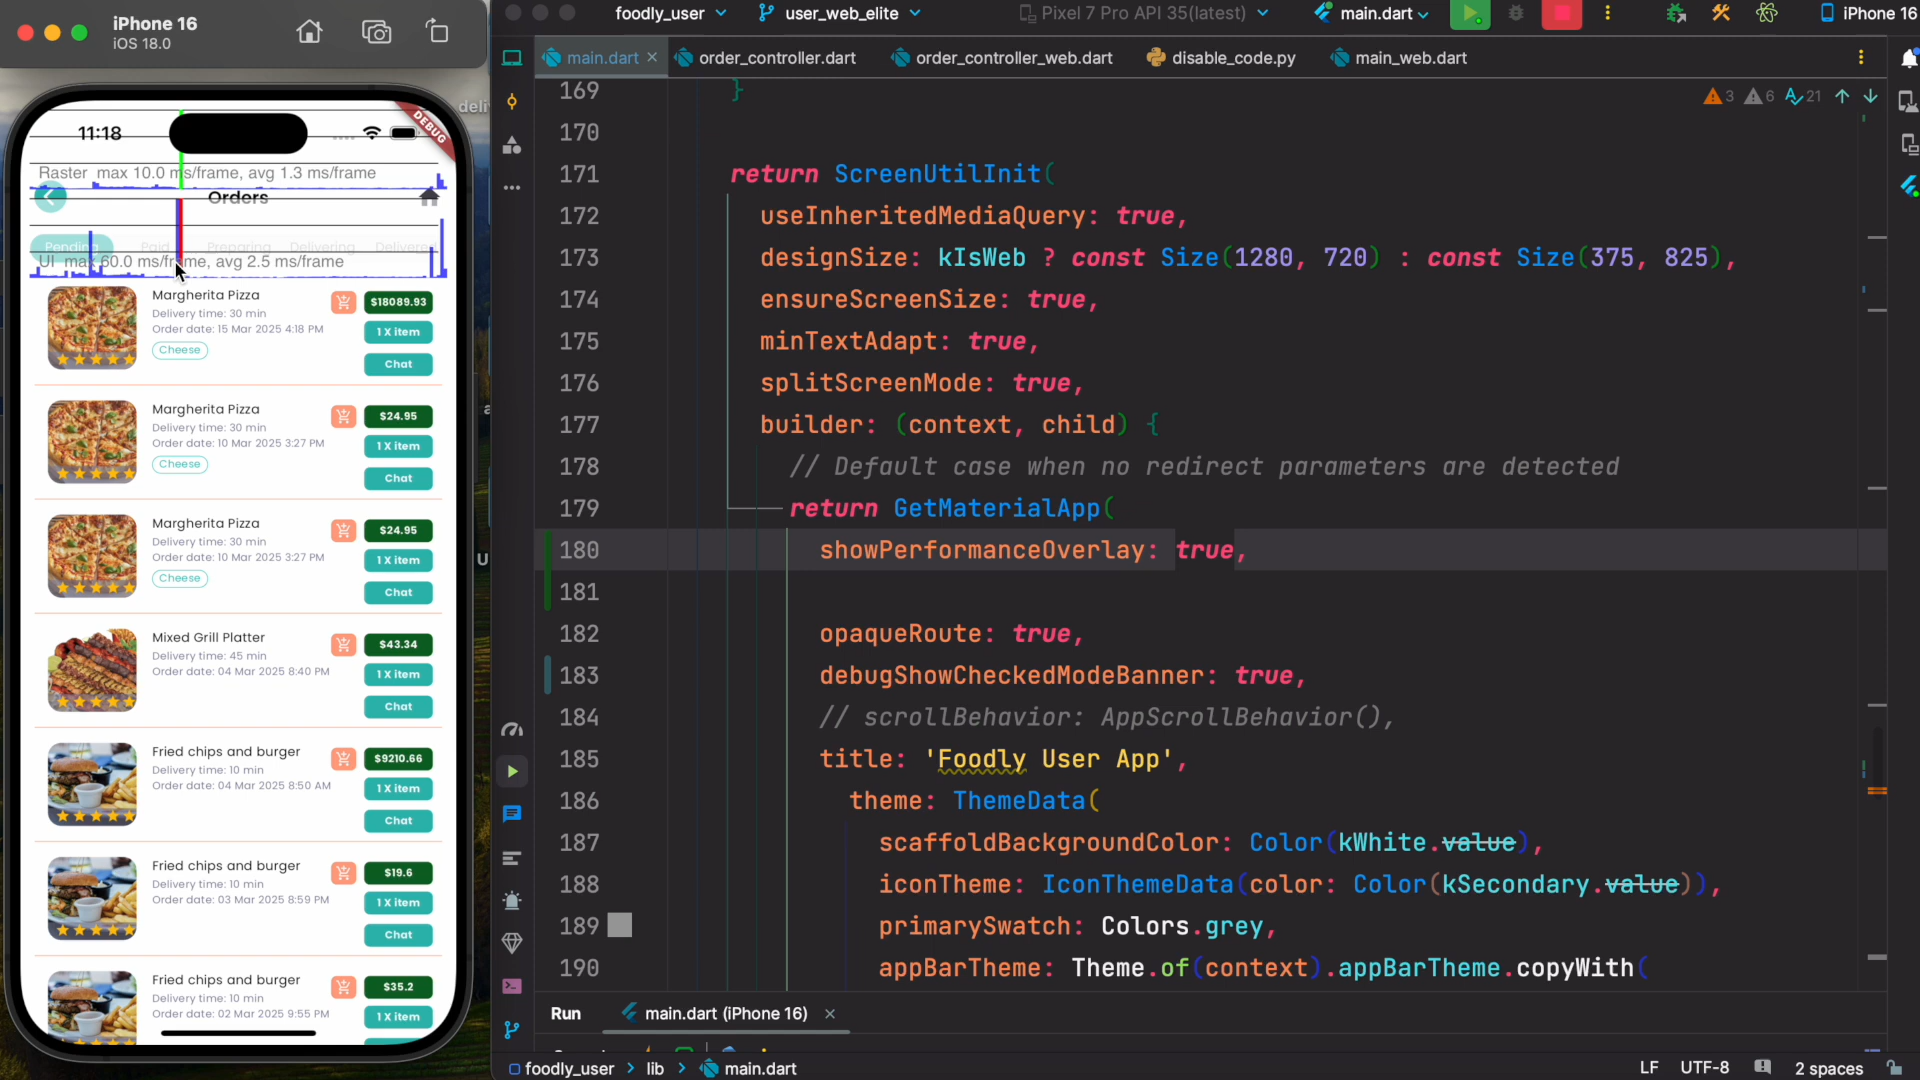 iPhone 16
iOS 18.0
foodly_user
user_web_elite
Pixel 7 Pro API 35(latest)
main.dart
iPhone 16
main.dart
order_controller.dart
order_controller_web.dart
disable_code.py
main_web.dart
deli
11:18
DEBUG
Raster max 10.0 ms/frame, avg 1.3 ms/frame
Orders
Pending Paid Preparing Delivering Delivered
UI max 60.0 ms/frame, avg 2.5 ms/frame
Margherita Pizza
Delivery time: 30 min
Order date: 15 Mar 2025 4:18 PM
Cheese
$18089.93
1 X item
Chat
Margherita Pizza
Delivery time: 30 min
Order date: 10 Mar 2025 3:27 PM
Cheese
$24.95
1 X item
Chat
Margherita Pizza
Delivery time: 30 min
Order date: 10 Mar 2025 3:27 PM
Cheese
$24.95
1 X item
Chat
Mixed Grill Platter
Delivery time: 45 min
Order date: 04 Mar 2025 8:40 PM
$43.34
1 X item
Chat
Fried chips and burger
Delivery time: 10 min
Order date: 04 Mar 2025 8:50 AM
$9210.66
1 X item
Chat
Fried chips and burger
Delivery time: 10 min
Order date: 03 Mar 2025 8:59 PM
$19.6
1 X item
Chat
Fried chips and burger
Delivery time: 10 min
Order date: 02 Mar 2025 9:55 PM
$35.2
1 X item
3 6 21
169 }
170
171 return ScreenUtilInit(
172 useInheritedMediaQuery: true,
173 designSize: kIsWeb ? const Size(1280, 720) : const Size(375, 825),
174 ensureScreenSize: true,
175 minTextAdapt: true,
176 splitScreenMode: true,
177 builder: (context, child) {
178 // Default case when no redirect parameters are detected
179 return GetMaterialApp(
180 showPerformanceOverlay: true,
181
182 opaqueRoute: true,
183 debugShowCheckedModeBanner: true,
184 // scrollBehavior: AppScrollBehavior(),
185 title: 'Foodly User App',
186 theme: ThemeData(
187 scaffoldBackgroundColor: Color(kWhite.value),
188 iconTheme: IconThemeData(color: Color(kSecondary.value)),
189 primarySwatch: Colors.grey,
190 appBarTheme: Theme.of(context).appBarTheme.copyWith(
Run main.dart (iPhone 16)
foodly_user > lib > main.dart
LF UTF-8 2 spaces